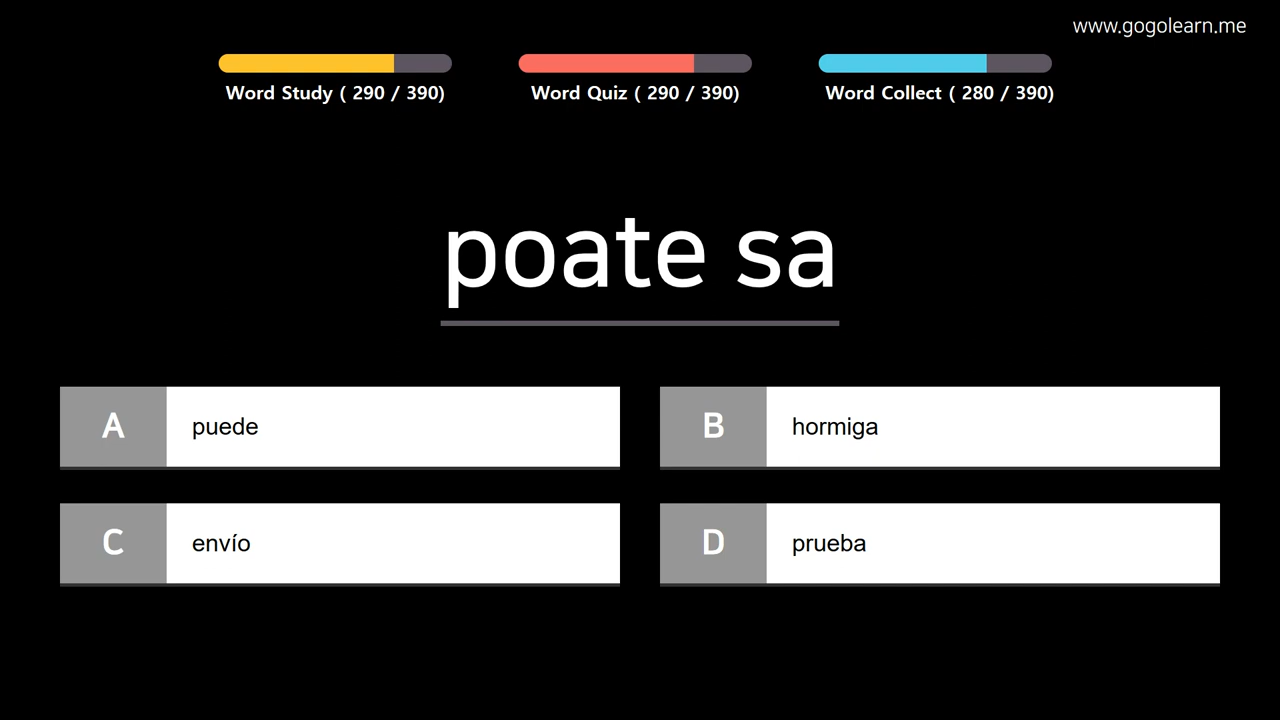 www.gogolearn.me
Word Study ( 290 / 390)
Word Quiz ( 290 / 390)
Word Collect ( 280 / 390)
poate sa
A
puede
B
hormiga
C
envío
D
prueba